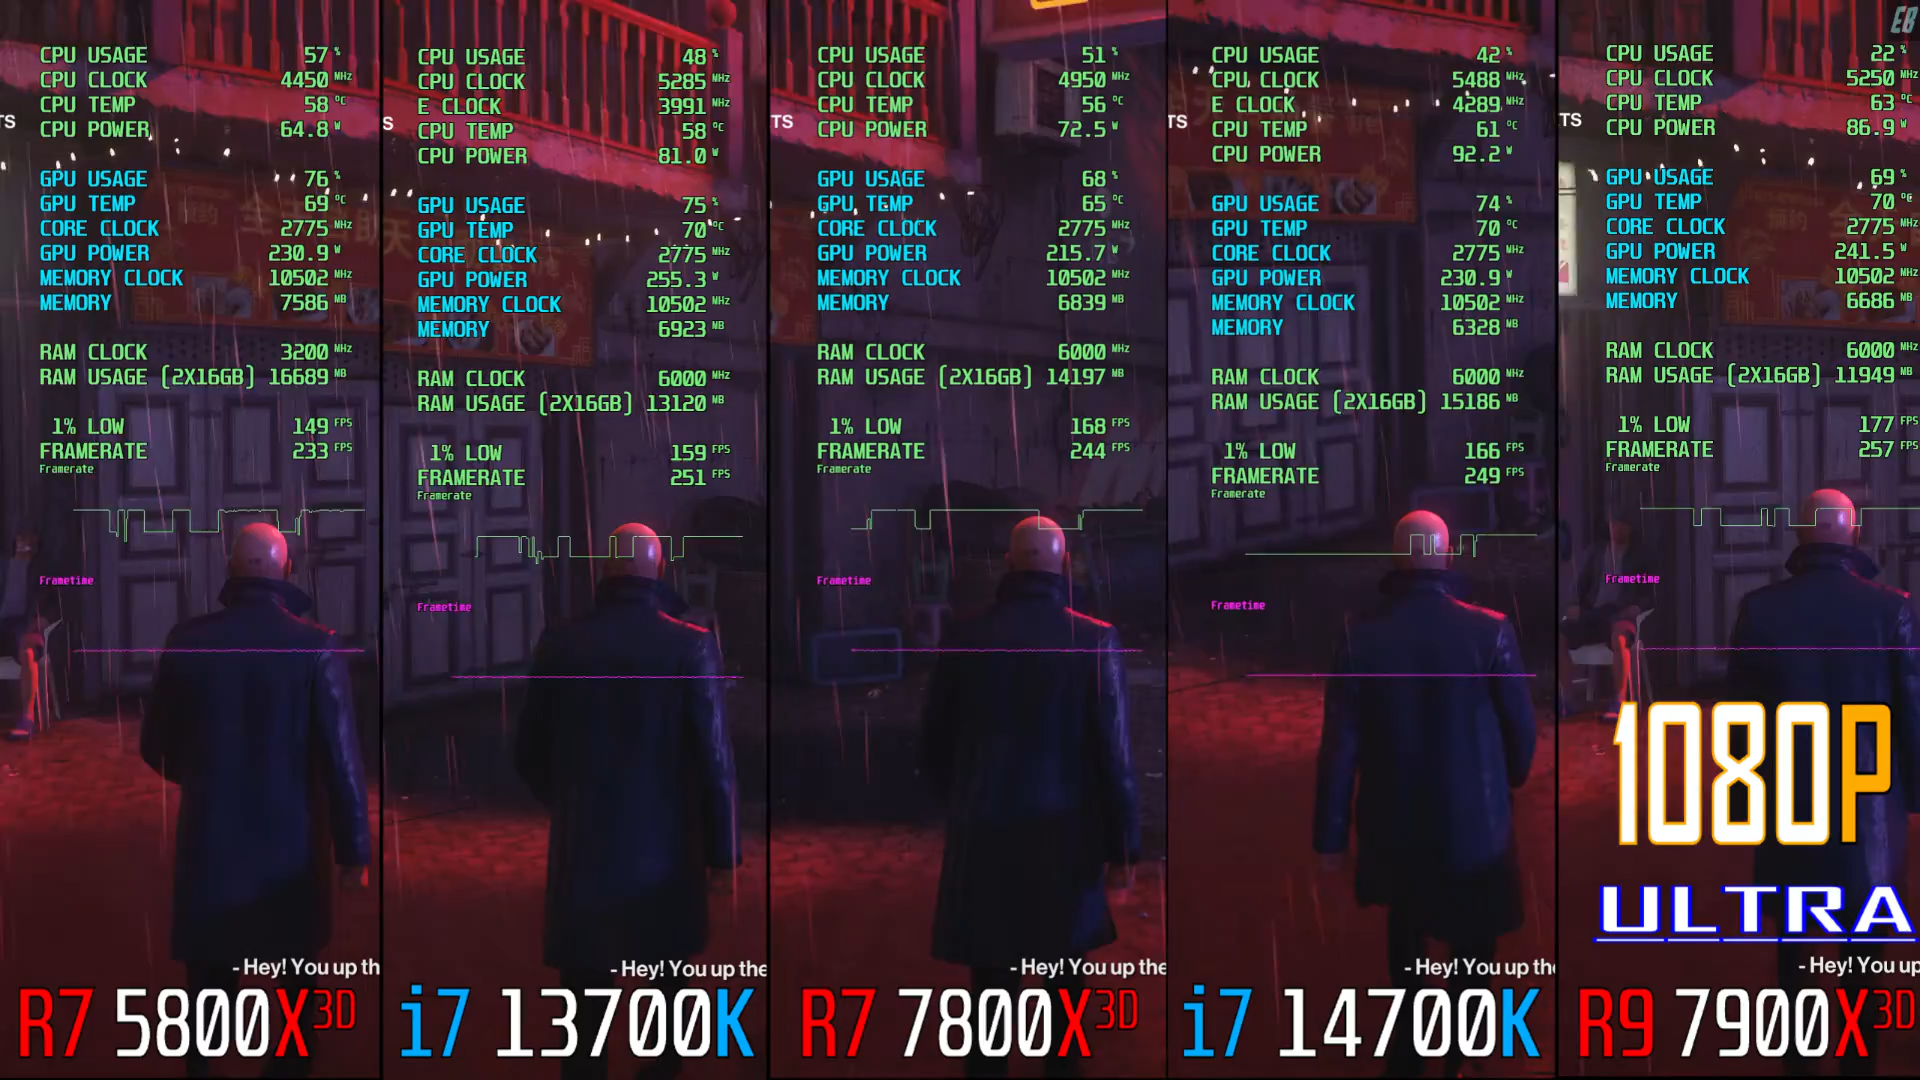 CPU USAGE 57 %
CPU CLOCK 4450 MHz
CPU TEMP 58 °C
CPU POWER 64.8 W
GPU USAGE 76 %
GPU TEMP 69 °C
CORE CLOCK 2775 MHz
GPU POWER 230.9 W
MEMORY CLOCK 10502 MHz
MEMORY 7586 MB
RAM CLOCK 3200 MHz
RAM USAGE (2X16GB) 16689 MB
1% LOW 149 FPS
FRAMERATE 233 FPS
Framerate
Frametime
- Hey! You up th
R7 5800X3D
CPU USAGE 48 %
CPU CLOCK 5285 MHz
E CLOCK 3991 MHz
CPU TEMP 58 °C
CPU POWER 81.0 W
GPU USAGE 75 %
GPU TEMP 70 °C
CORE CLOCK 2775 MHz
GPU POWER 255.3 W
MEMORY CLOCK 10502 MHz
MEMORY 6923 MB
RAM CLOCK 6000 MHz
RAM USAGE (2X16GB) 13120 MB
1% LOW 159 FPS
FRAMERATE 251 FPS
Framerate
Frametime
- Hey! You up the
i7 13700K
TS
CPU USAGE 51 %
CPU CLOCK 4950 MHz
CPU TEMP 56 °C
CPU POWER 72.5 W
GPU USAGE 68 %
GPU TEMP 65 °C
CORE CLOCK 2775 MHz
GPU POWER 215.7 W
MEMORY CLOCK 10502 MHz
MEMORY 6839 MB
RAM CLOCK 6000 MHz
RAM USAGE (2X16GB) 14197 MB
1% LOW 168 FPS
FRAMERATE 244 FPS
Framerate
Frametime
- Hey! You up the
R7 7800X3D
TS
CPU USAGE 42 %
CPU CLOCK 5488 MHz
E CLOCK 4289 MHz
CPU TEMP 61 °C
CPU POWER 92.2 W
GPU USAGE 74 %
GPU TEMP 70 °C
CORE CLOCK 2775 MHz
GPU POWER 230.9 W
MEMORY CLOCK 10502 MHz
MEMORY 6328 MB
RAM CLOCK 6000 MHz
RAM USAGE (2X16GB) 15186 MB
1% LOW 166 FPS
FRAMERATE 249 FPS
Framerate
Frametime
- Hey! You up the
i7 14700K
EB
TS
CPU USAGE 22 %
CPU CLOCK 5250 MHz
CPU TEMP 63 °C
CPU POWER 86.9 W
GPU USAGE 69 %
GPU TEMP 70 °C
CORE CLOCK 2775 MHz
GPU POWER 241.5 W
MEMORY CLOCK 10502 MHz
MEMORY 6686 MB
RAM CLOCK 6000 MHz
RAM USAGE (2X16GB) 11949 MB
1% LOW 177 FPS
FRAMERATE 257 FPS
Framerate
Frametime
1080P
ULTRA
- Hey! You up
R9 7900X3D